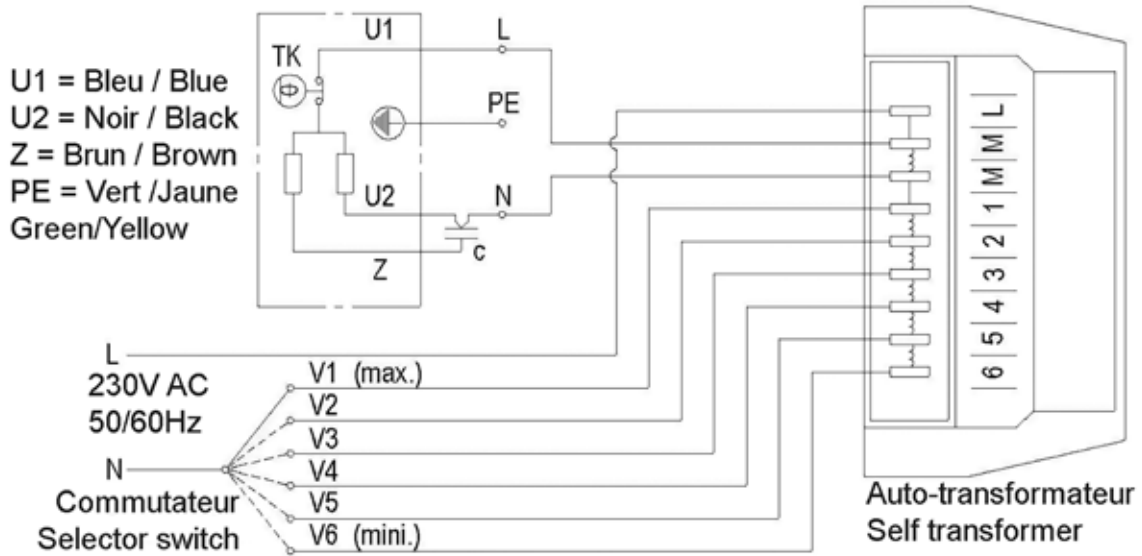 U1 = Bleu / Blue
U2 = Noir / Black
Z = Brun / Brown
PE = Vert /Jaune
Green/Yellow
TK
U1
U2
Z
L
PE
N
c
L
230V AC
50/60Hz
N
Commutateur
Selector switch
V1 (max.)
V2
V3
V4
V5
V6 (mini.)
L
M
M
1
2
3
4
5
6
Auto-transformateur
Self transformer